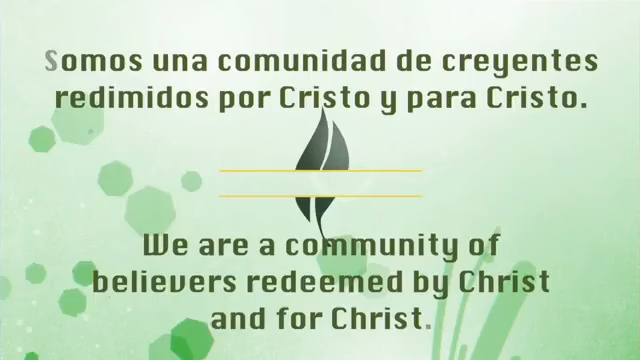 Somos una comunidad de creyentes
redimidos por Cristo y para Cristo.
We are a community of
believers redeemed by Christ
and for Christ.